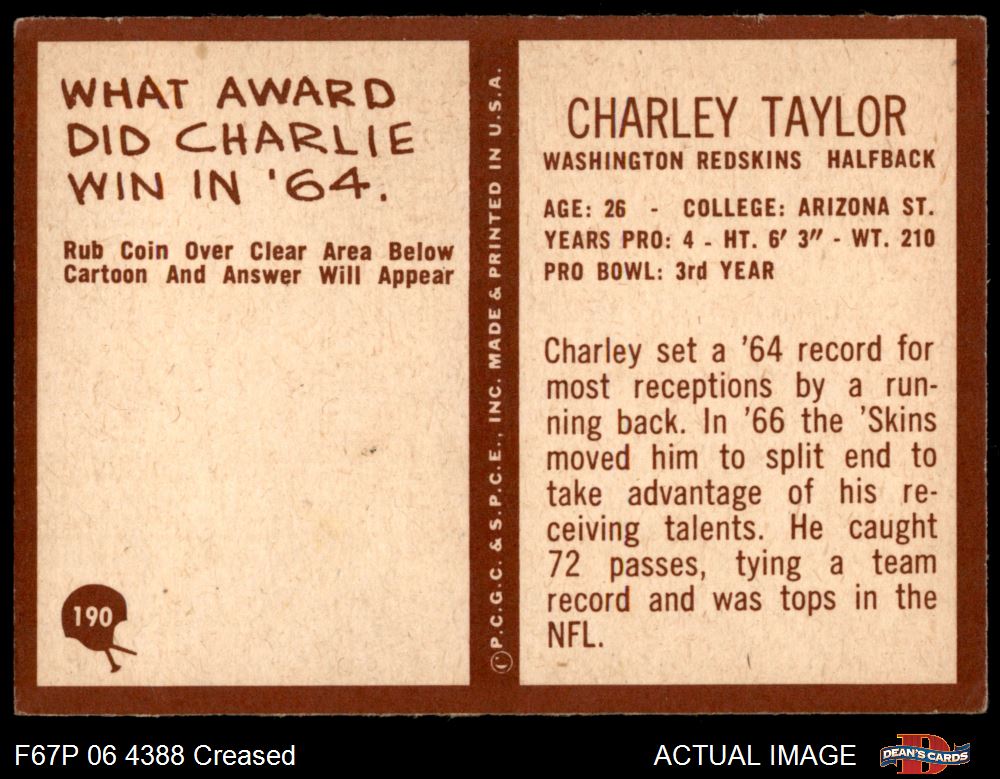 WHAT AWARD
DID CHARLIE
WIN IN '64.
Rub Coin Over Clear Area Below
Cartoon And Answer Will Appear
190
©P.C.G.C. & S.P.C.E., INC. MADE & PRINTED IN U.S.A.
CHARLEY TAYLOR
WASHINGTON REDSKINS HALFBACK
AGE: 26 - COLLEGE: ARIZONA ST.
YEARS PRO: 4 - HT. 6' 3" - WT. 210
PRO BOWL: 3rd YEAR
Charley set a '64 record for
most receptions by a run-
ning back. In '66 the 'Skins
moved him to split end to
take advantage of his re-
ceiving talents. He caught
72 passes, tying a team
record and was tops in the
NFL.
F67P 06 4388 Creased
ACTUAL IMAGE
DEAN'S CARDS